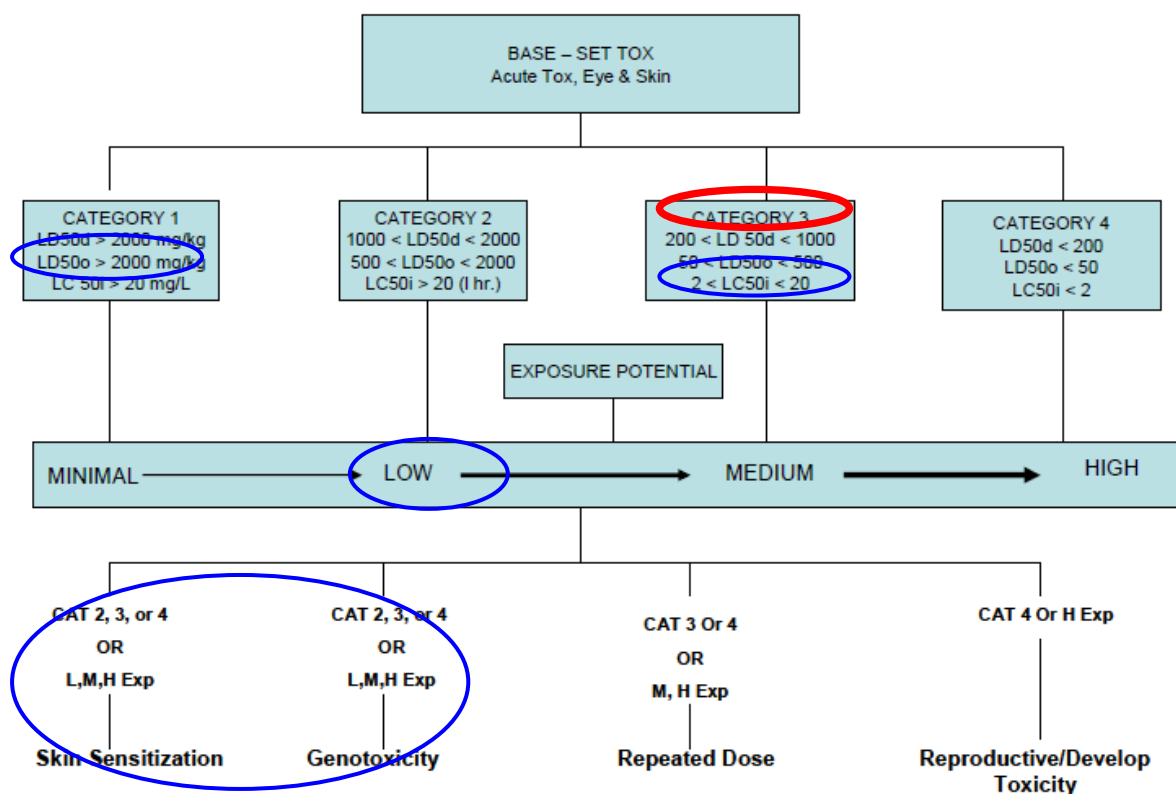 BASE – SET TOX
Acute Tox, Eye & Skin
CATEGORY 1
LD50d > 2000 mg/kg
LD50o > 2000 mg/kg
LC 50i > 20 mg/L
CATEGORY 2
1000 < LD50d < 2000
500 < LD50o < 2000
LC50i > 20 (l hr.)
CATEGORY 3
200 < LD 50d < 1000
50 < LD50o < 500
2 < LC50i < 20
CATEGORY 4
LD50d < 200
LD50o < 50
LC50i < 2
EXPOSURE POTENTIAL
MINIMAL
LOW
MEDIUM
HIGH
CAT 2, 3, or 4
OR
L,M,H Exp
Skin Sensitization
CAT 2, 3, or 4
OR
L,M,H Exp
Genotoxicity
CAT 3 Or 4
OR
M, H Exp
Repeated Dose
CAT 4 Or H Exp
Reproductive/Develop
Toxicity